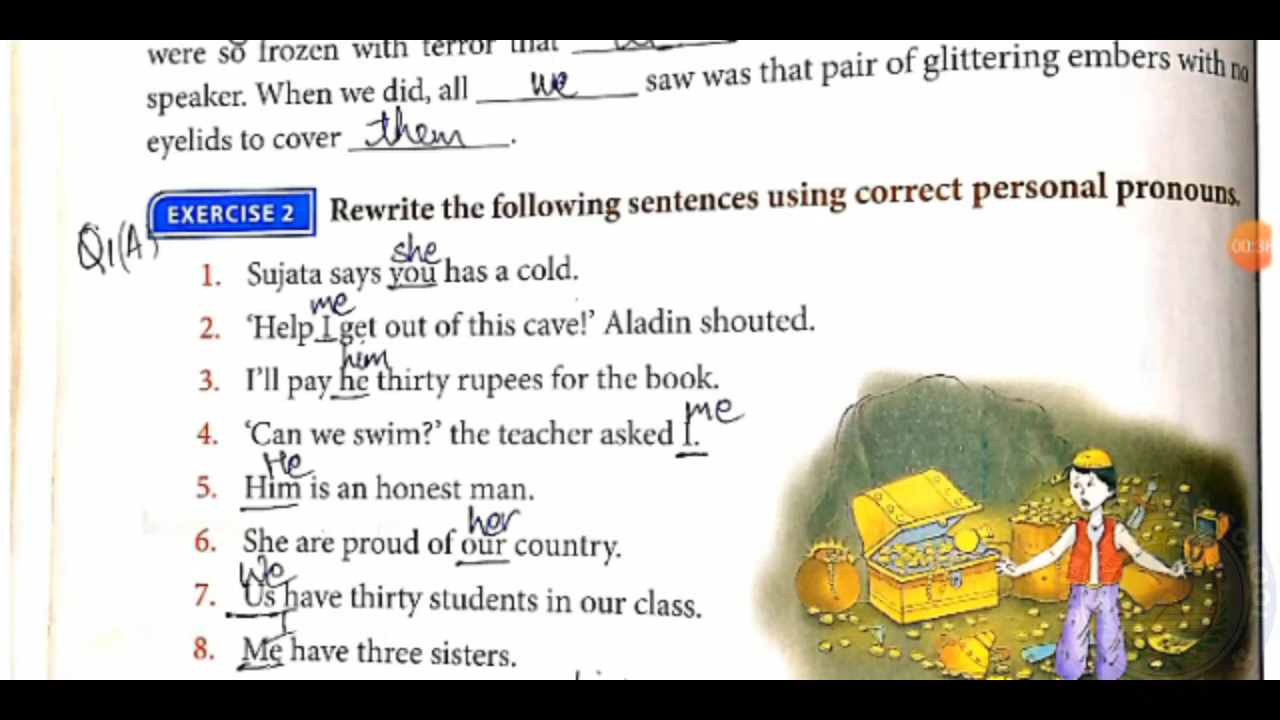 were so frozen with terror that
speaker. When we did, all we saw was that pair of glittering embers with no
eyelids to cover them.
EXERCISE 2 Rewrite the following sentences using correct personal pronouns.
Q1(A)
she
1. Sujata says you has a cold.
me
2. ‘Help I get out of this cave!’ Aladin shouted.
him
3. I’ll pay he thirty rupees for the book.
me
4. ‘Can we swim?’ the teacher asked I.
He
5. Him is an honest man.
her
6. She are proud of our country.
We
7. Us have thirty students in our class.
I
8. Me have three sisters.
00:38